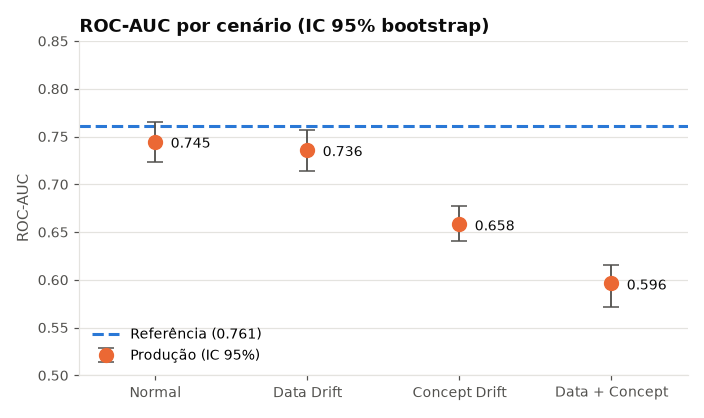 ROC-AUC por cenário (IC 95% bootstrap)
0.85
0.80
0.75
0.70
0.65
0.60
0.55
0.50
ROC-AUC
0.745
0.736
0.658
0.596
Referência (0.761)
Produção (IC 95%)
Normal
Data Drift
Concept Drift
Data + Concept